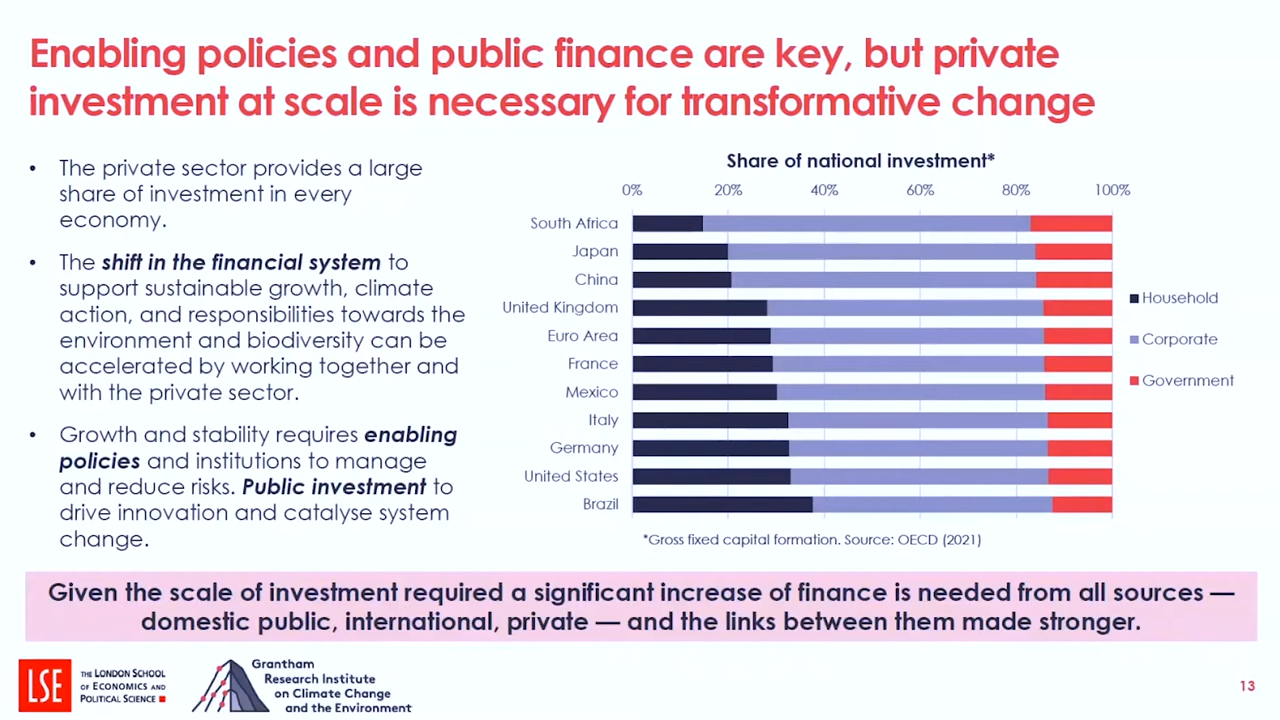 Enabling policies and public finance are key, but private
investment at scale is necessary for transformative change
• The private sector provides a large
share of investment in every
economy.
• The shift in the financial system to
support sustainable growth, climate
action, and responsibilities towards the
environment and biodiversity can be
accelerated by working together and
with the private sector.
• Growth and stability requires enabling
policies and institutions to manage
and reduce risks. Public investment to
drive innovation and catalyse system
change.
Share of national investment*
0% 20% 40% 60% 80% 100%
South Africa
Japan
China
United Kingdom
Euro Area
France
Mexico
Italy
Germany
United States
Brazil
Household
Corporate
Government
*Gross fixed capital formation. Source: OECD (2021)
Given the scale of investment required a significant increase of finance is needed from all sources —
domestic public, international, private — and the links between them made stronger.
LSE
THE LONDON SCHOOL
OF ECONOMICS AND
POLITICAL SCIENCE
Grantham
Research Institute
on Climate Change
and the Environment
13